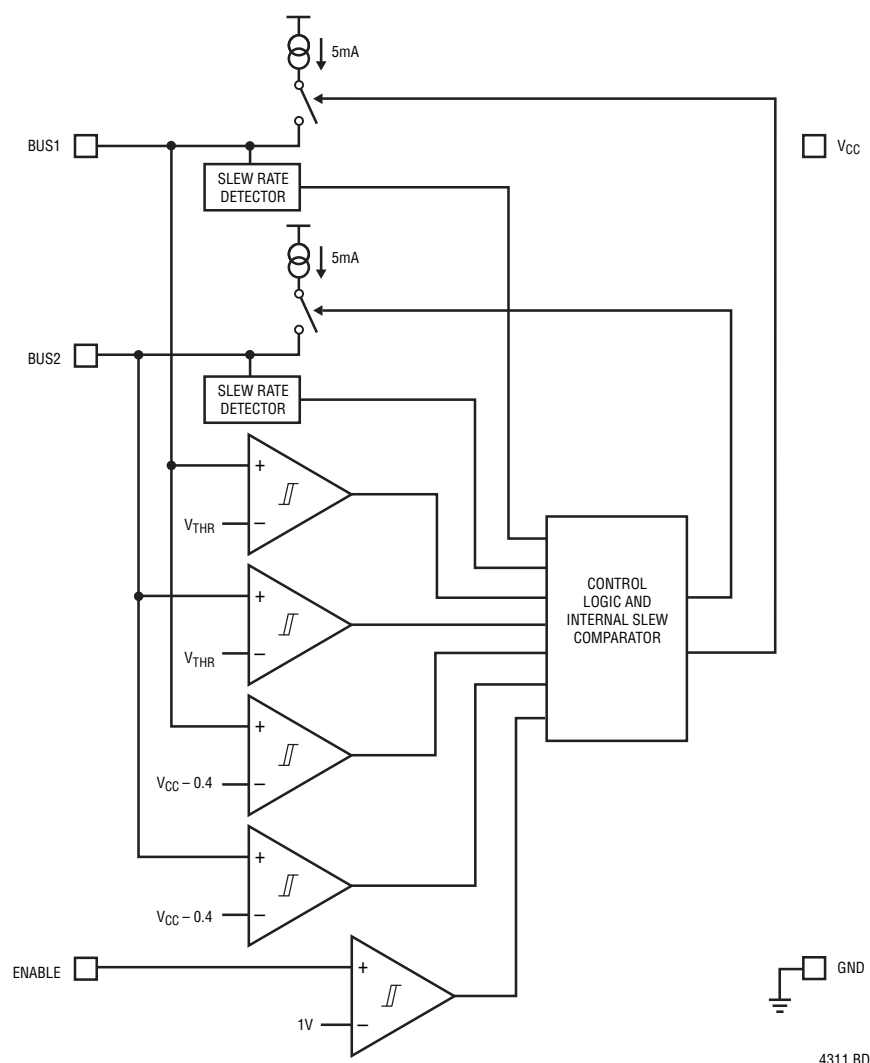 5mA
BUS1
VCC
SLEW RATE
DETECTOR
5mA
BUS2
SLEW RATE
DETECTOR
+
VTHR −
CONTROL
LOGIC AND
INTERNAL SLEW
COMPARATOR
+
VTHR −
+
VCC – 0.4 −
+
VCC – 0.4 −
ENABLE
+
GND
1V −
4311 BD